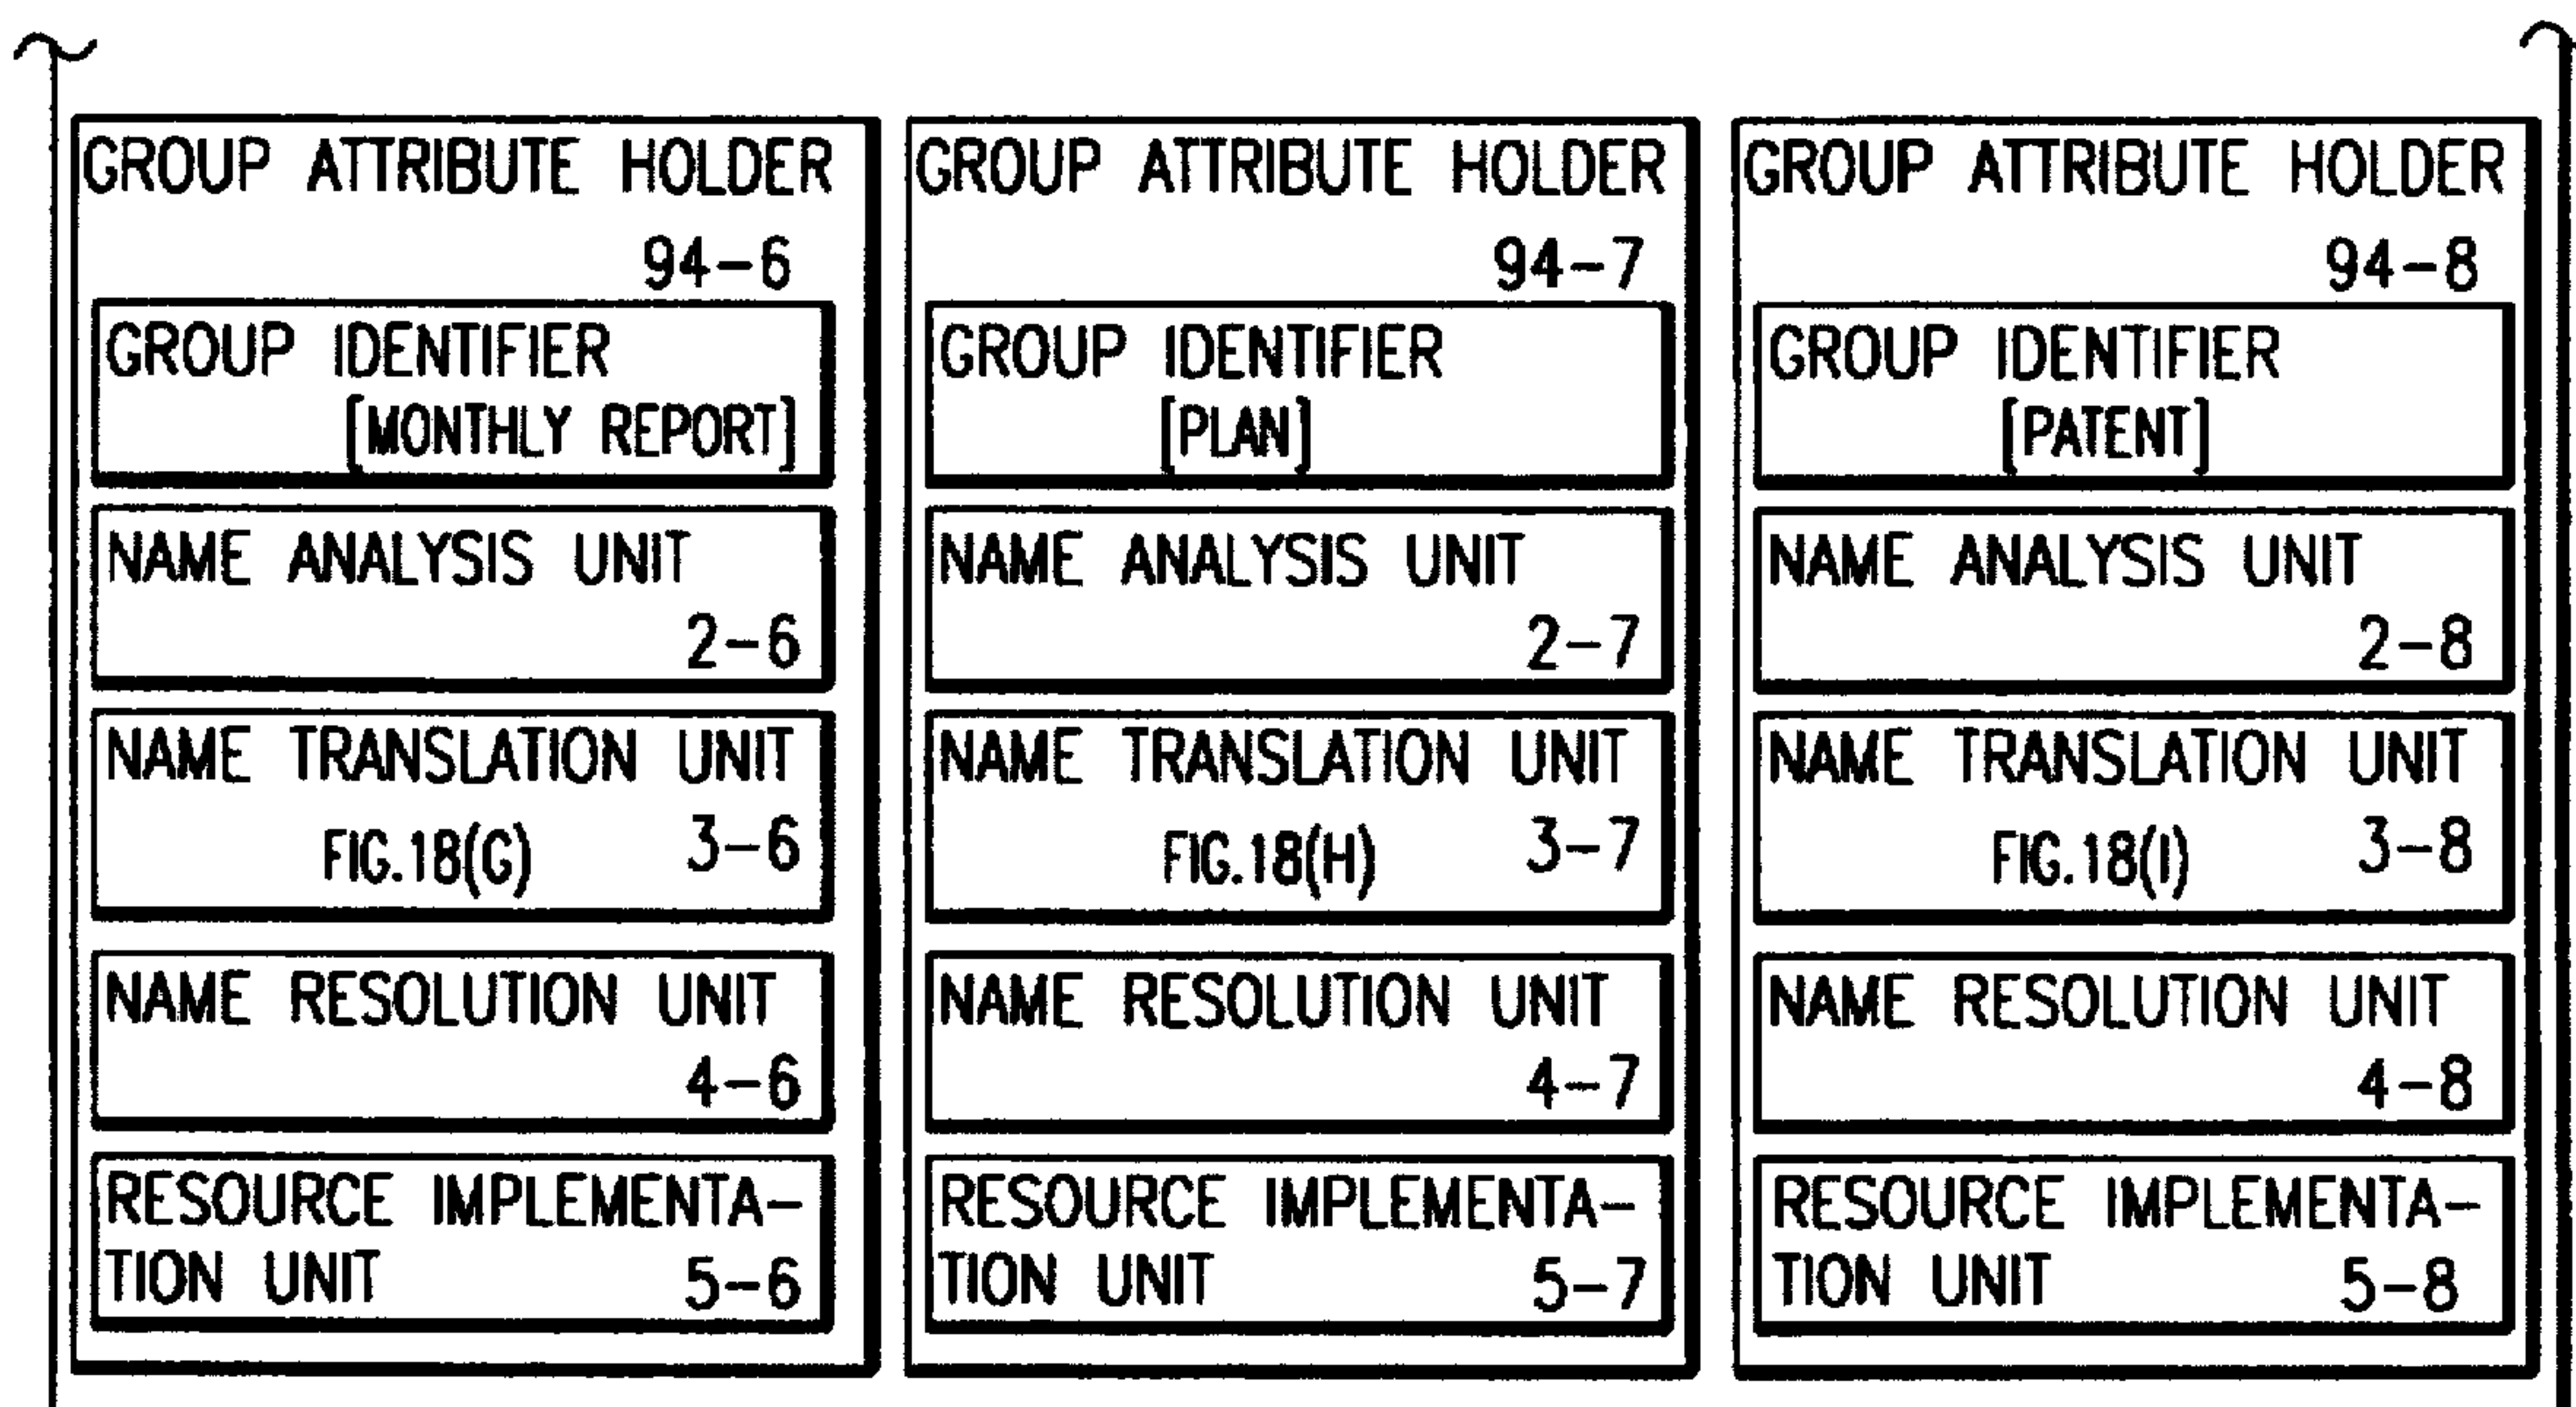 GROUP ATTRIBUTE HOLDER
94-6
GROUP IDENTIFIER
[MONTHLY REPORT]
NAME ANALYSIS UNIT
2-6
NAME TRANSLATION UNIT
FIG.18(G) 3-6
NAME RESOLUTION UNIT
4-6
RESOURCE IMPLEMENTA-
TION UNIT 5-6
GROUP ATTRIBUTE HOLDER
94-7
GROUP IDENTIFIER
[PLAN]
NAME ANALYSIS UNIT
2-7
NAME TRANSLATION UNIT
FIG.18(H) 3-7
NAME RESOLUTION UNIT
4-7
RESOURCE IMPLEMENTA-
TION UNIT 5-7
GROUP ATTRIBUTE HOLDER
94-8
GROUP IDENTIFIER
[PATENT]
NAME ANALYSIS UNIT
2-8
NAME TRANSLATION UNIT
FIG.18(I) 3-8
NAME RESOLUTION UNIT
4-8
RESOURCE IMPLEMENTA-
TION UNIT 5-8